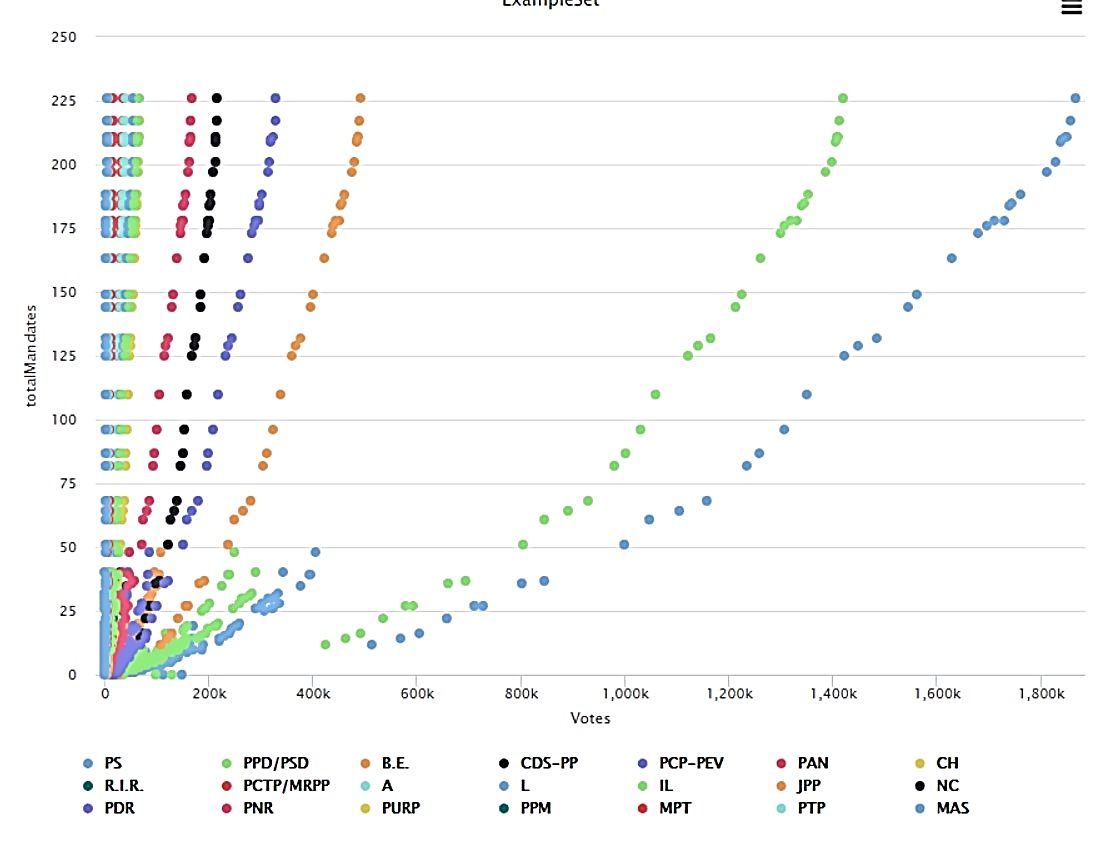 ExampleSet
250
225
200
175
150
125
100
75
50
25
0
totalMandates
0 200k 400k 600k 800k 1,000k 1,200k 1,400k 1,600k 1,800k
Votes
PS PPD/PSD B.E. CDS-PP PCP-PEV PAN CH
R.I.R. PCTP/MRPP A L IL JPP NC
PDR PNR PURP PPM MPT PTP MAS